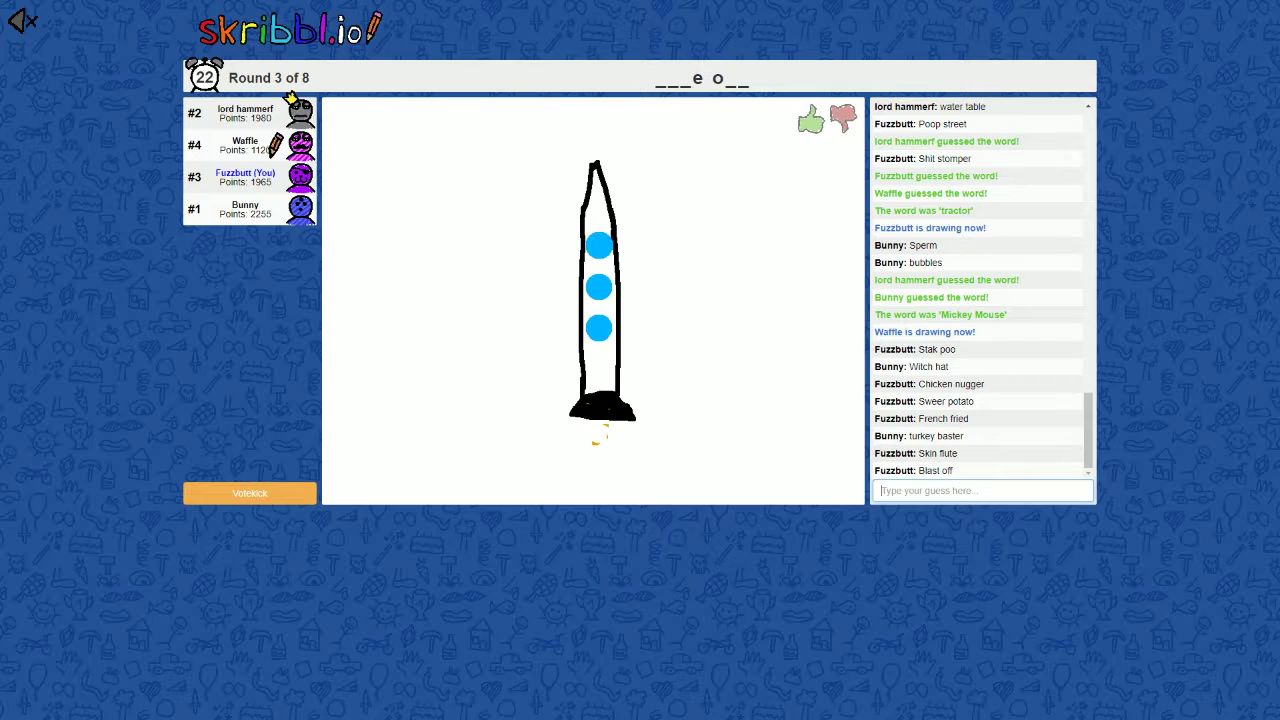 skribbl.io
22
Round 3 of 8
___e o__
#2
lord hammerf
Points: 1980
#4
Waffle
#3
Fuzzbutt (You)
Points: 1965
#1
Bunny
Points: 2255
Votekick
lord hammerf: water table
Fuzzbutt: Poop street
lord hammerf guessed the word!
Fuzzbutt: Shit stomper
Fuzzbutt guessed the word!
Waffle guessed the word!
The word was 'tractor'
Fuzzbutt is drawing now!
Bunny: Sperm
Bunny: bubbles
lord hammerf guessed the word!
Bunny guessed the word!
The word was 'Mickey Mouse'
Waffle is drawing now!
Fuzzbutt: Stak poo
Bunny: Witch hat
Fuzzbutt: Chicken nugger
Fuzzbutt: Sweer potato
Fuzzbutt: French fried
Bunny: turkey baster
Fuzzbutt: Skin flute
Fuzzbutt: Blast off
Type your guess here...